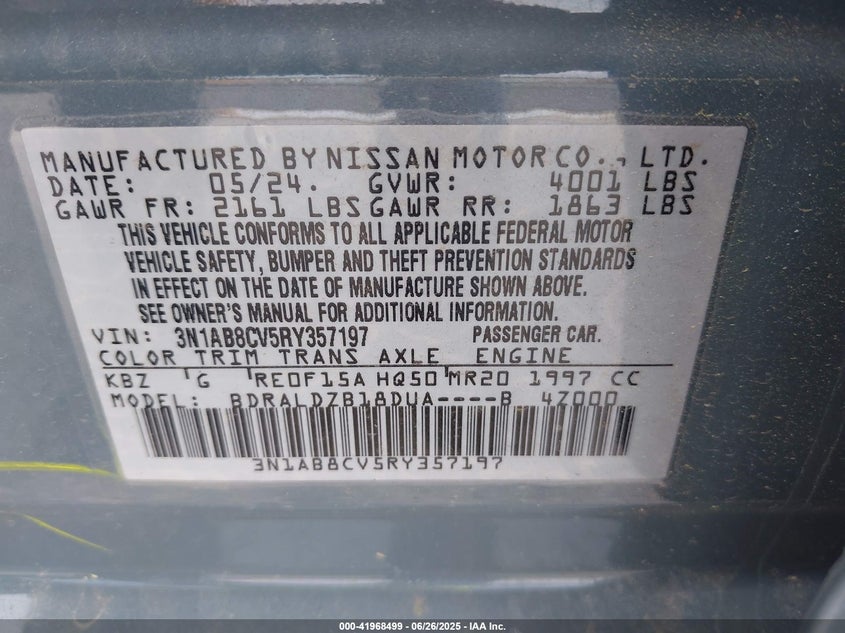 MANUFACTURED BY NISSAN MOTOR CO., LTD.
DATE: 05/24. GVWR: 4001 LBS
GAWR FR: 2161 LBS GAWR RR: 1863 LBS
THIS VEHICLE CONFORMS TO ALL APPLICABLE FEDERAL MOTOR
VEHICLE SAFETY, BUMPER AND THEFT PREVENTION STANDARDS
IN EFFECT ON THE DATE OF MANUFACTURE SHOWN ABOVE.
SEE OWNER'S MANUAL FOR ADDITIONAL INFORMATION.
VIN: 3N1AB8CV5RY357197 PASSENGER CAR.
COLOR TRIM TRANS AXLE ENGINE
KBZ G RE0F15A HQ50 MR20 1997 CC
MODEL: BDRALDZB18DUA----B 4Z000
3N1AB8CV5RY357197
000-41968499 | 06/26/2025 - IAA Inc.